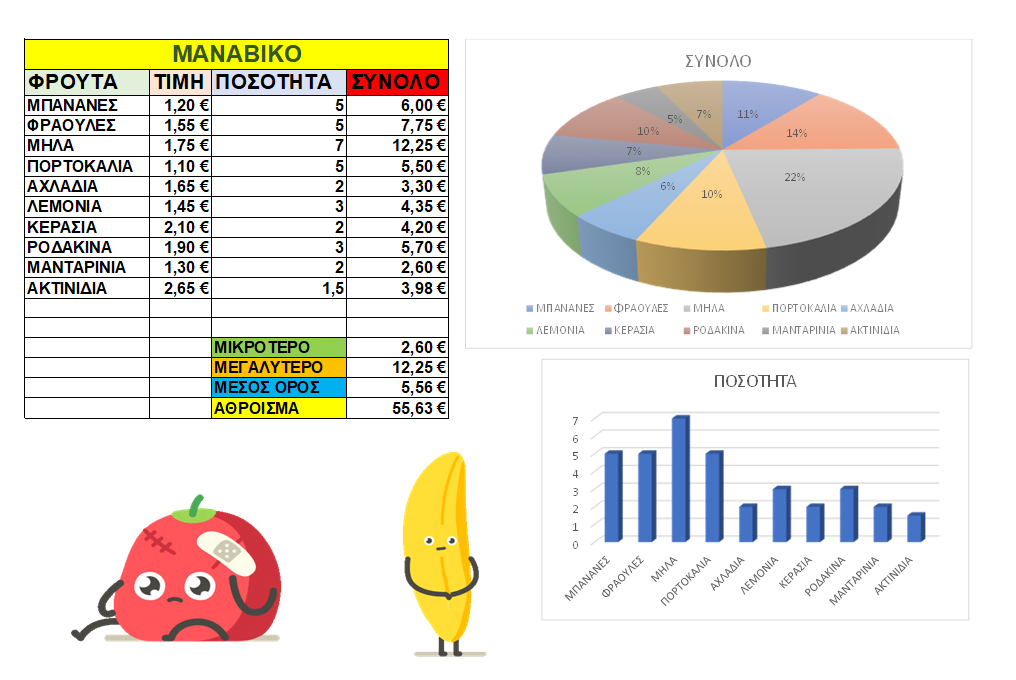 ΜΑΝΑΒΙΚΟ
ΦΡΟΥΤΑ ΤΙΜΗ ΠΟΣΟΤΗΤΑ ΣΥΝΟΛΟ
ΜΠΑΝΑΝΕΣ 1,20 € 5 6,00 €
ΦΡΑΟΥΛΕΣ 1,55 € 5 7,75 €
ΜΗΛΑ 1,75 € 7 12,25 €
ΠΟΡΤΟΚΑΛΙΑ 1,10 € 5 5,50 €
ΑΧΛΑΔΙΑ 1,65 € 2 3,30 €
ΛΕΜΟΝΙΑ 1,45 € 3 4,35 €
ΚΕΡΑΣΙΑ 2,10 € 2 4,20 €
ΡΟΔΑΚΙΝΑ 1,90 € 3 5,70 €
ΜΑΝΤΑΡΙΝΙΑ 1,30 € 2 2,60 €
ΑΚΤΙΝΙΔΙΑ 2,65 € 1,5 3,98 €
ΜΙΚΡΟΤΕΡΟ 2,60 €
ΜΕΓΑΛΥΤΕΡΟ 12,25 €
ΜΕΣΟΣ ΟΡΟΣ 5,56 €
ΑΘΡΟΙΣΜΑ 55,63 €
ΣΥΝΟΛΟ
11%
14%
22%
10%
6%
8%
7%
10%
5%
7%
ΜΠΑΝΑΝΕΣ ΦΡΑΟΥΛΕΣ ΜΗΛΑ ΠΟΡΤΟΚΑΛΙΑ ΑΧΛΑΔΙΑ
ΛΕΜΟΝΙΑ ΚΕΡΑΣΙΑ ΡΟΔΑΚΙΝΑ ΜΑΝΤΑΡΙΝΙΑ ΑΚΤΙΝΙΔΙΑ
ΠΟΣΟΤΗΤΑ
7
6
5
4
3
2
1
0
ΜΠΑΝΑΝΕΣ
ΦΡΑΟΥΛΕΣ
ΜΗΛΑ
ΠΟΡΤΟΚΑΛΙΑ
ΑΧΛΑΔΙΑ
ΛΕΜΟΝΙΑ
ΚΕΡΑΣΙΑ
ΡΟΔΑΚΙΝΑ
ΜΑΝΤΑΡΙΝΙΑ
ΑΚΤΙΝΙΔΙΑ